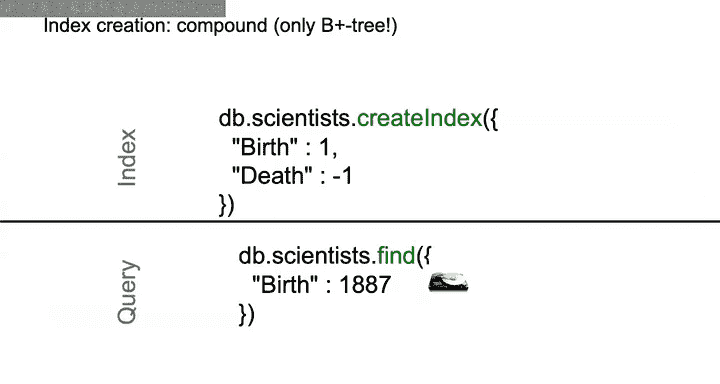 Index creation: compound (only B+-tree!)
Index
db.scientists.createIndex({
"Birth" : 1,
"Death" : -1
})
Query
db.scientists.find({
"Birth" : 1887
})